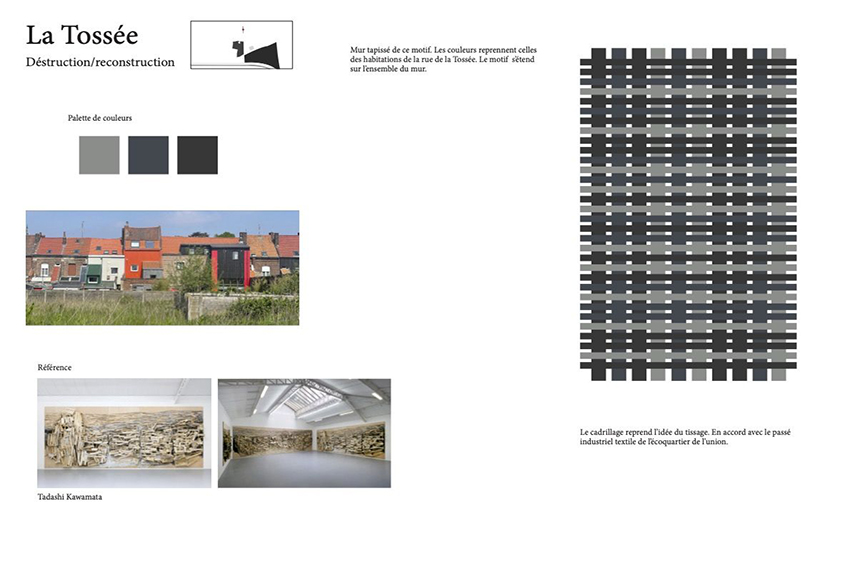 La Tossée
Déstruction/reconstruction
Mur tapissé de ce motif. Les couleurs reprennent celles
des habitations de la rue de la Tossée. Le motif s'étend
sur l'ensemble du mur.
Palette de couleurs
Référence
Tadashi Kawamata
Le cadrillage reprend l'idée du tissage. En accord avec le passé
industriel textile de l'écoquartier de l'union.